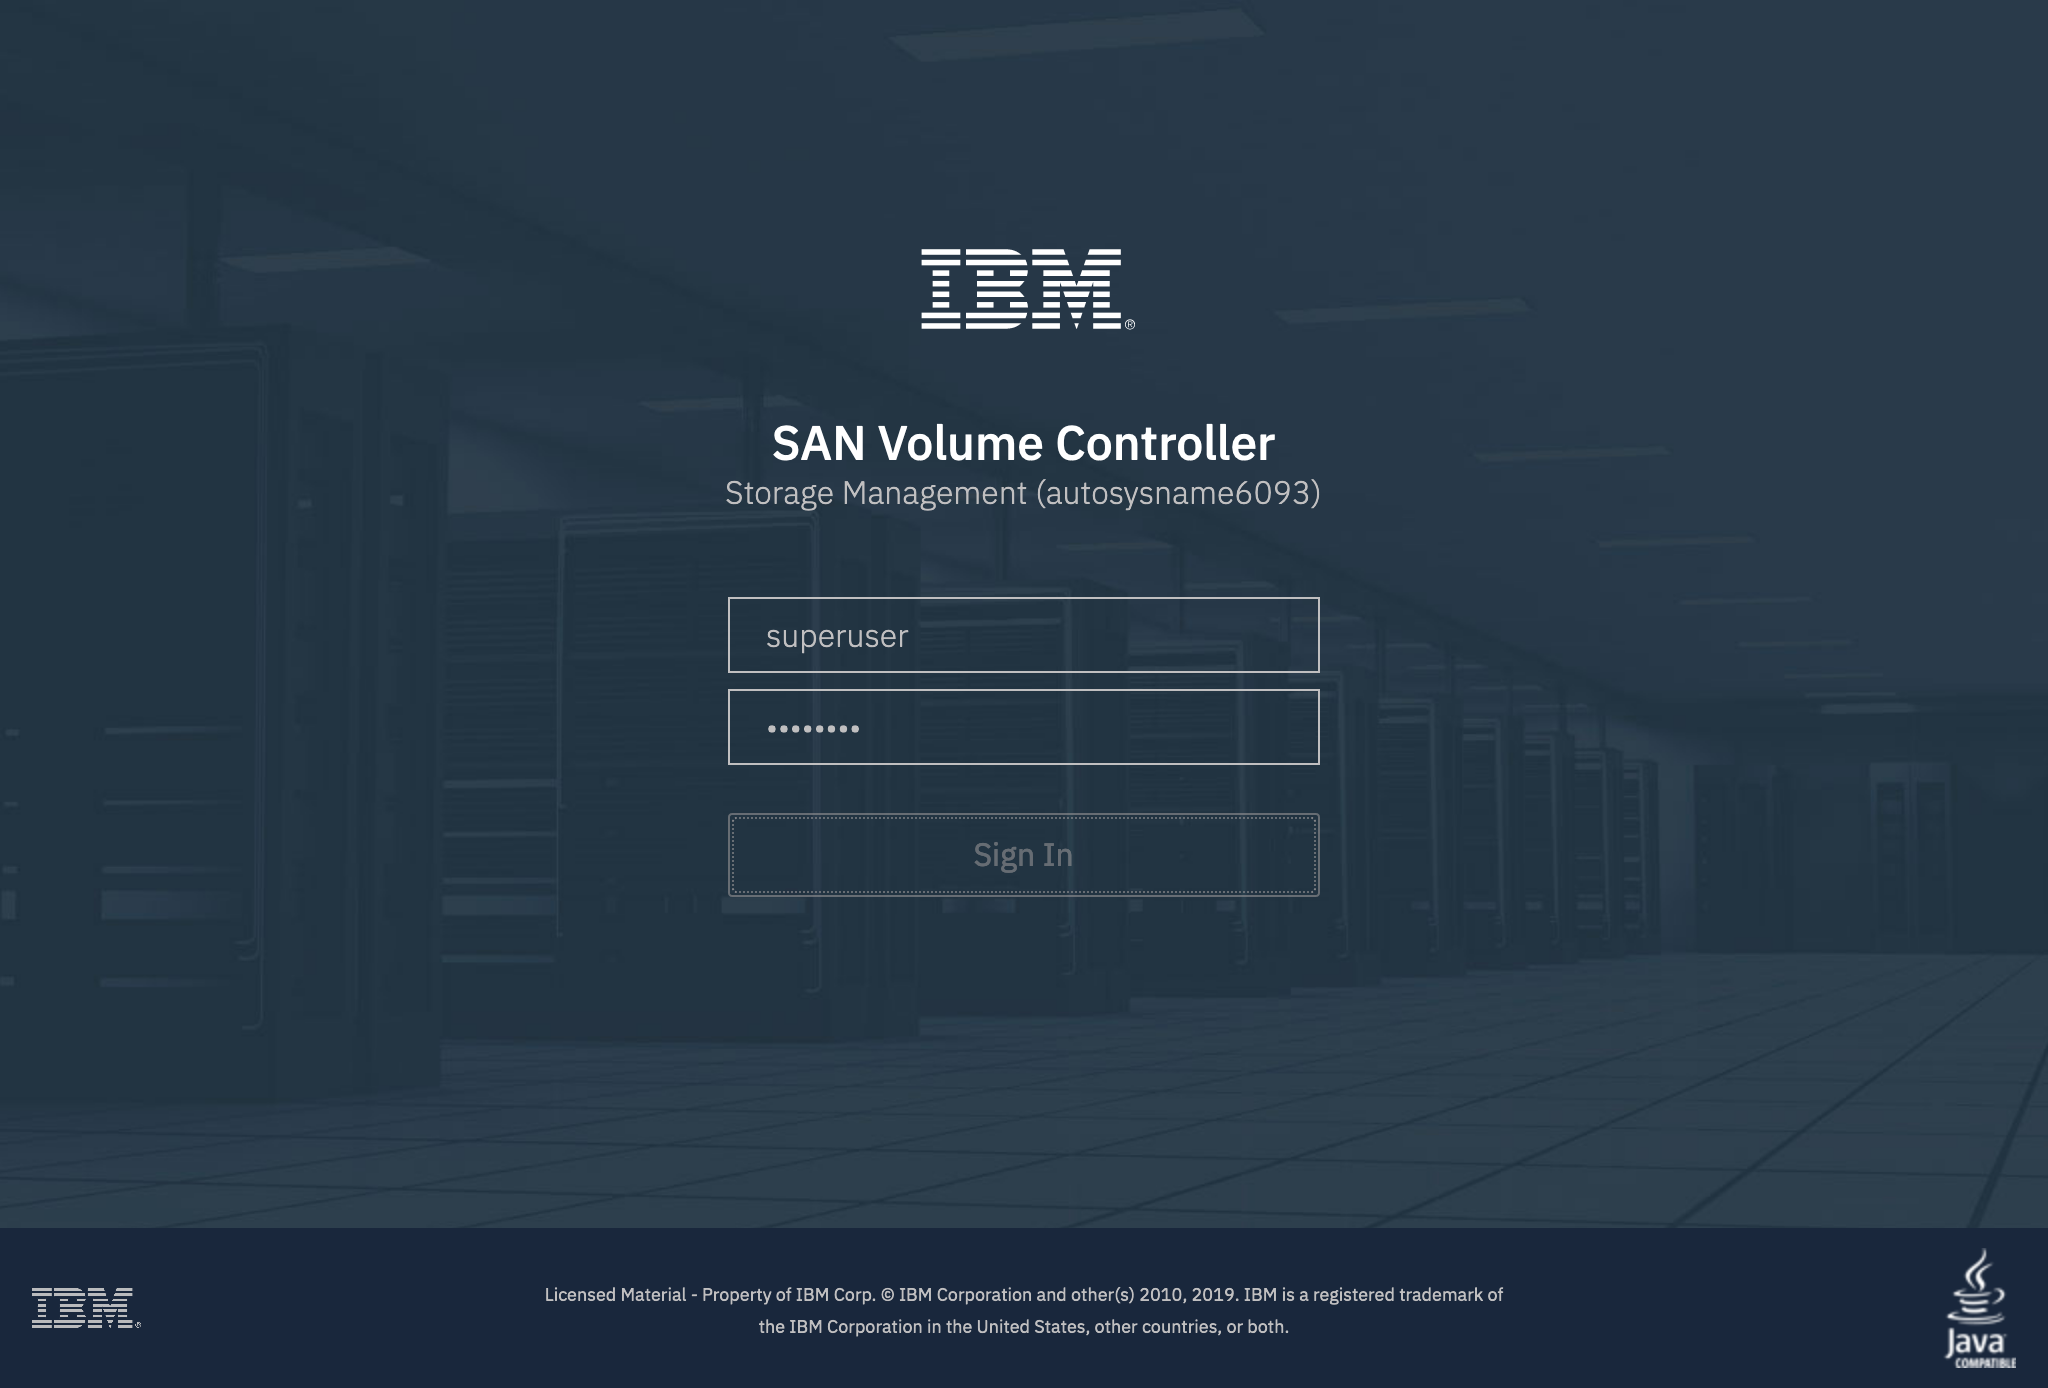 IBM®
SAN Volume Controller
Storage Management (autosysname6093)
superuser
••••••••
Sign In
IBM®
Licensed Material - Property of IBM Corp. © IBM Corporation and other(s) 2010, 2019. IBM is a registered trademark of
the IBM Corporation in the United States, other countries, or both.
Java
COMPATIBLE